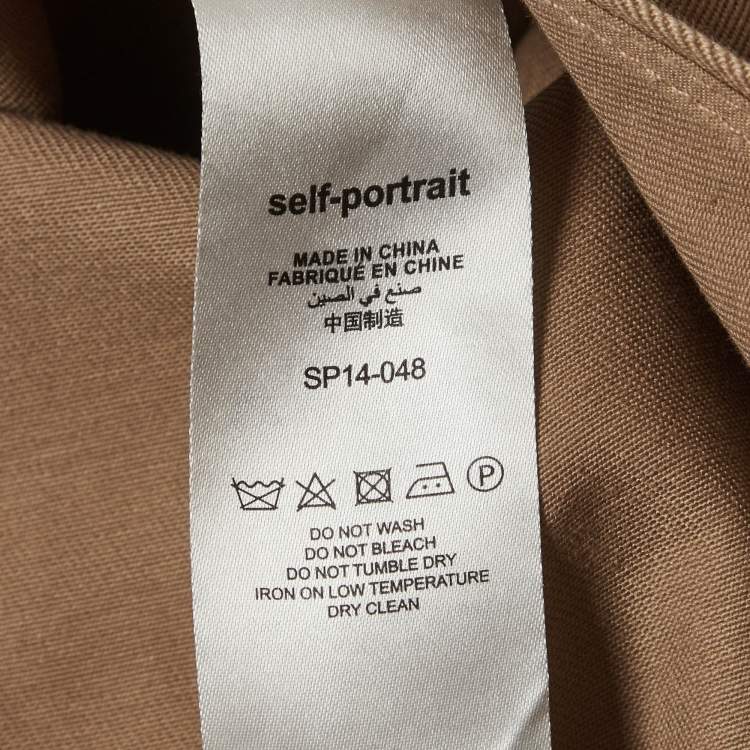 self-portrait
MADE IN CHINA
FABRIQUÉ EN CHINE
صنع في الصين
中国制造
SP14-048
P
DO NOT WASH
DO NOT BLEACH
DO NOT TUMBLE DRY
IRON ON LOW TEMPERATURE
DRY CLEAN